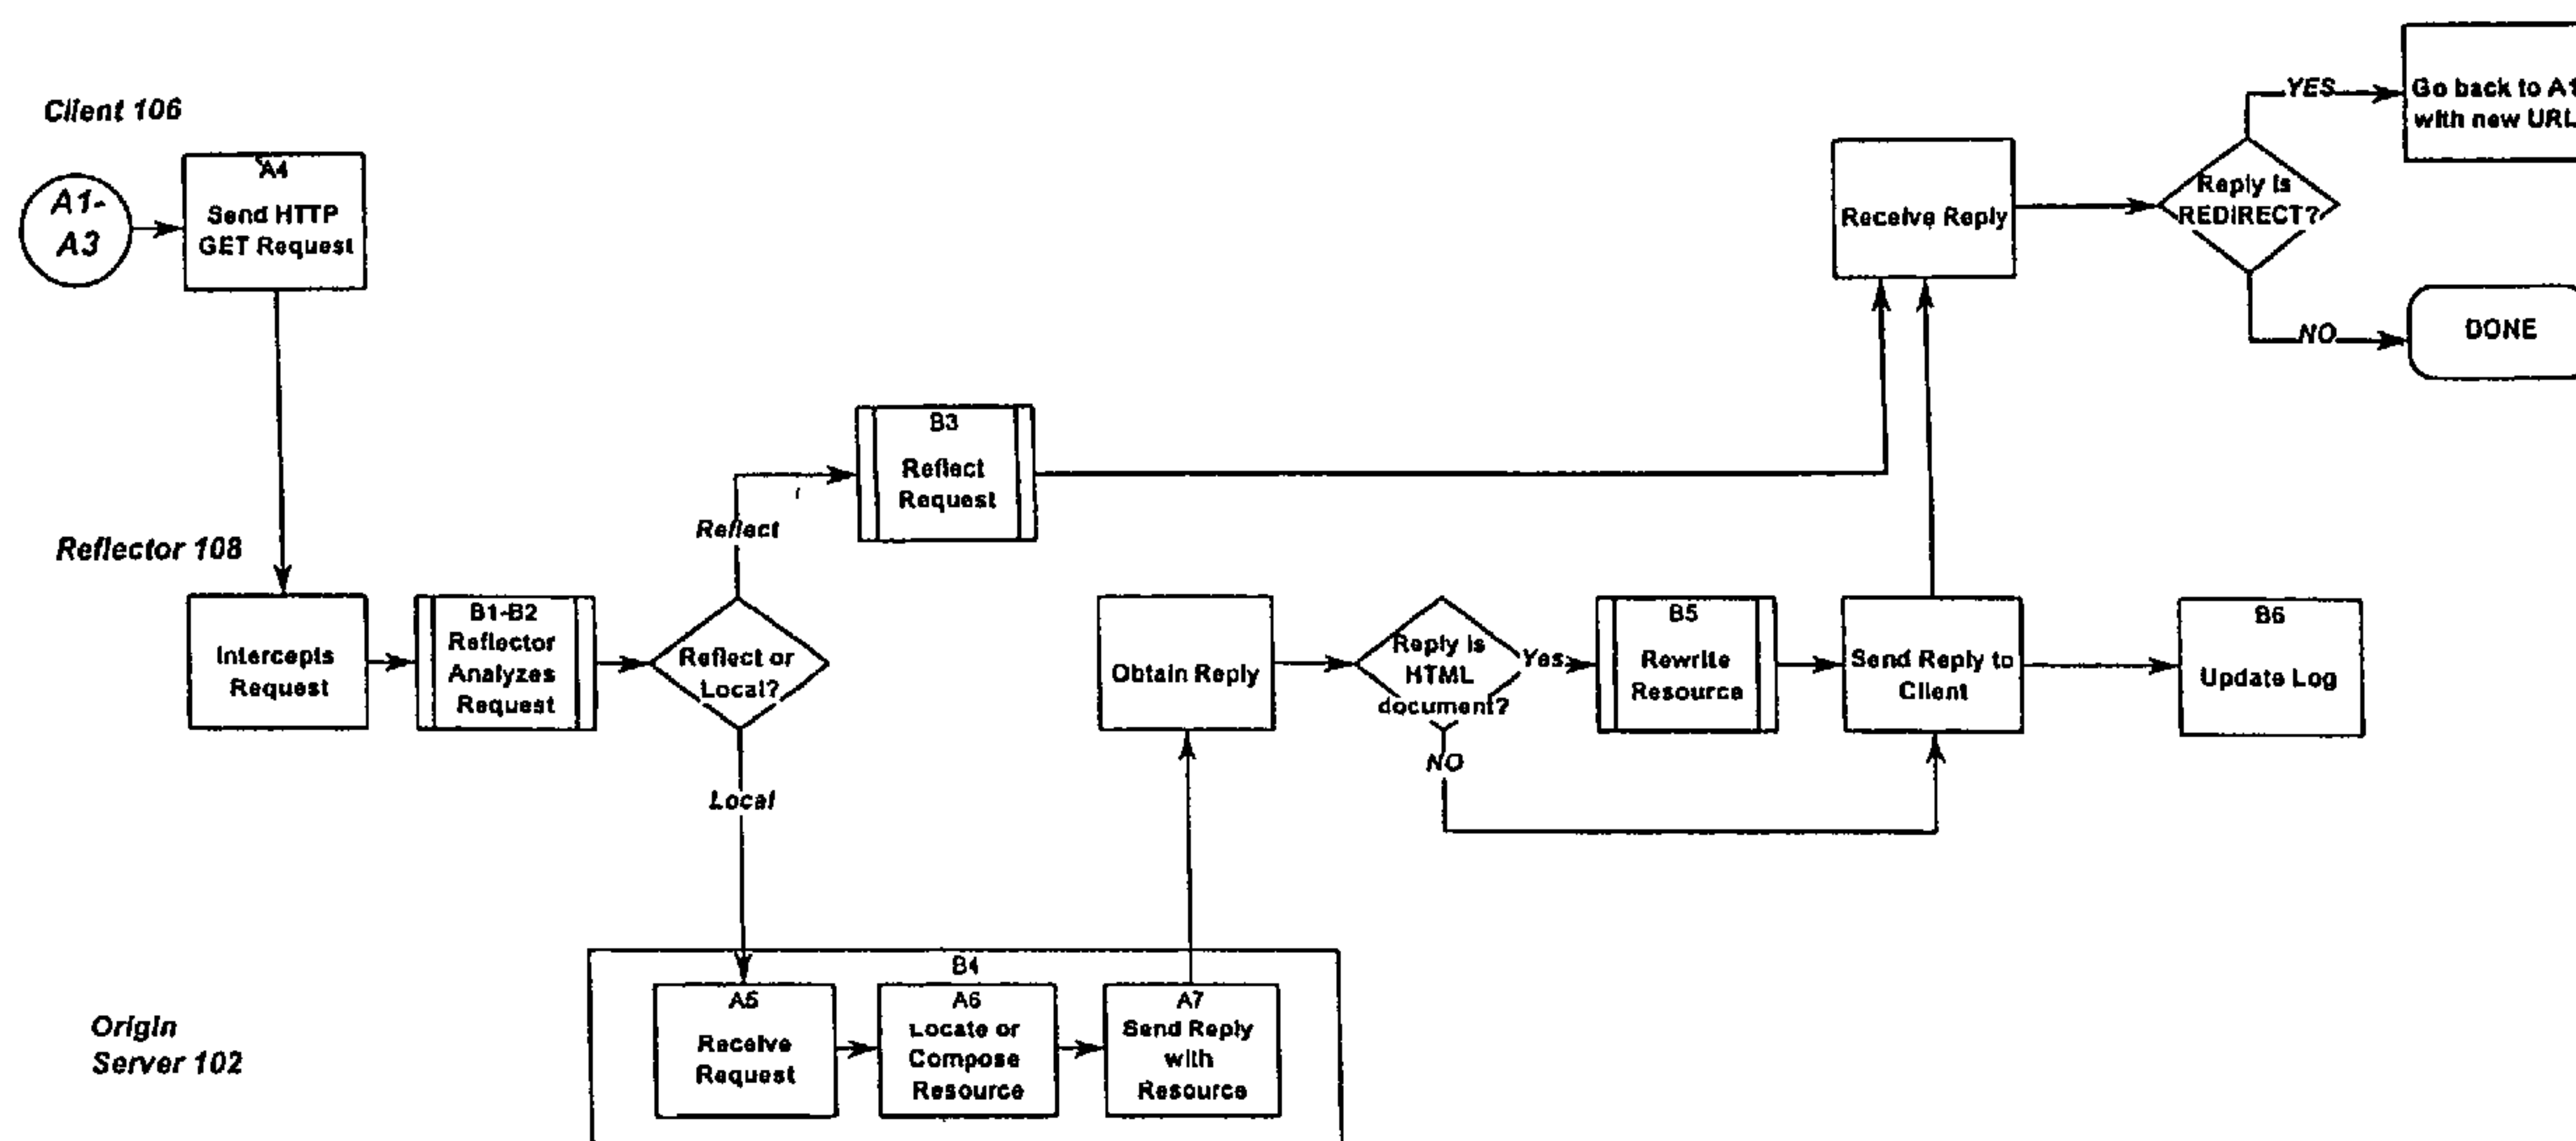 Client 106
A1-
A3
A4
Send HTTP
GET Request
Receive Reply
Reply is
REDIRECT?
YES
Go back to A1
with new URL
NO
DONE
Reflector 108
Intercepts
Request
B1-B2
Reflector
Analyzes
Request
Reflect or
Local?
Reflect
B3
Reflect
Request
Local
Obtain Reply
Reply is
HTML
document?
Yes
NO
B5
Rewrite
Resource
Send Reply to
Client
B6
Update Log
Origin
Server 102
B4
A5
Receive
Request
A6
Locate or
Compose
Resource
A7
Send Reply
with
Resource